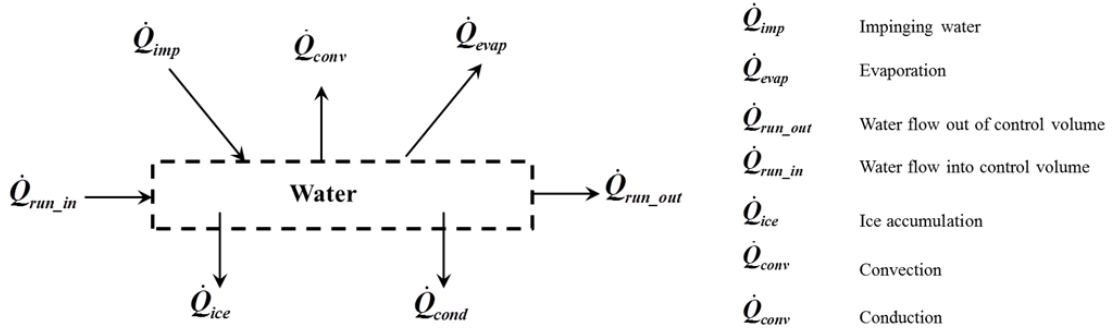 Q̇imp
Q̇conv
Q̇evap
Q̇run_in
Water
Q̇run_out
Q̇ice
Q̇cond
Q̇imp Impinging water
Q̇evap Evaporation
Q̇run_out Water flow out of control volume
Q̇run_in Water flow into control volume
Q̇ice Ice accumulation
Q̇conv Convection
Q̇conv Conduction